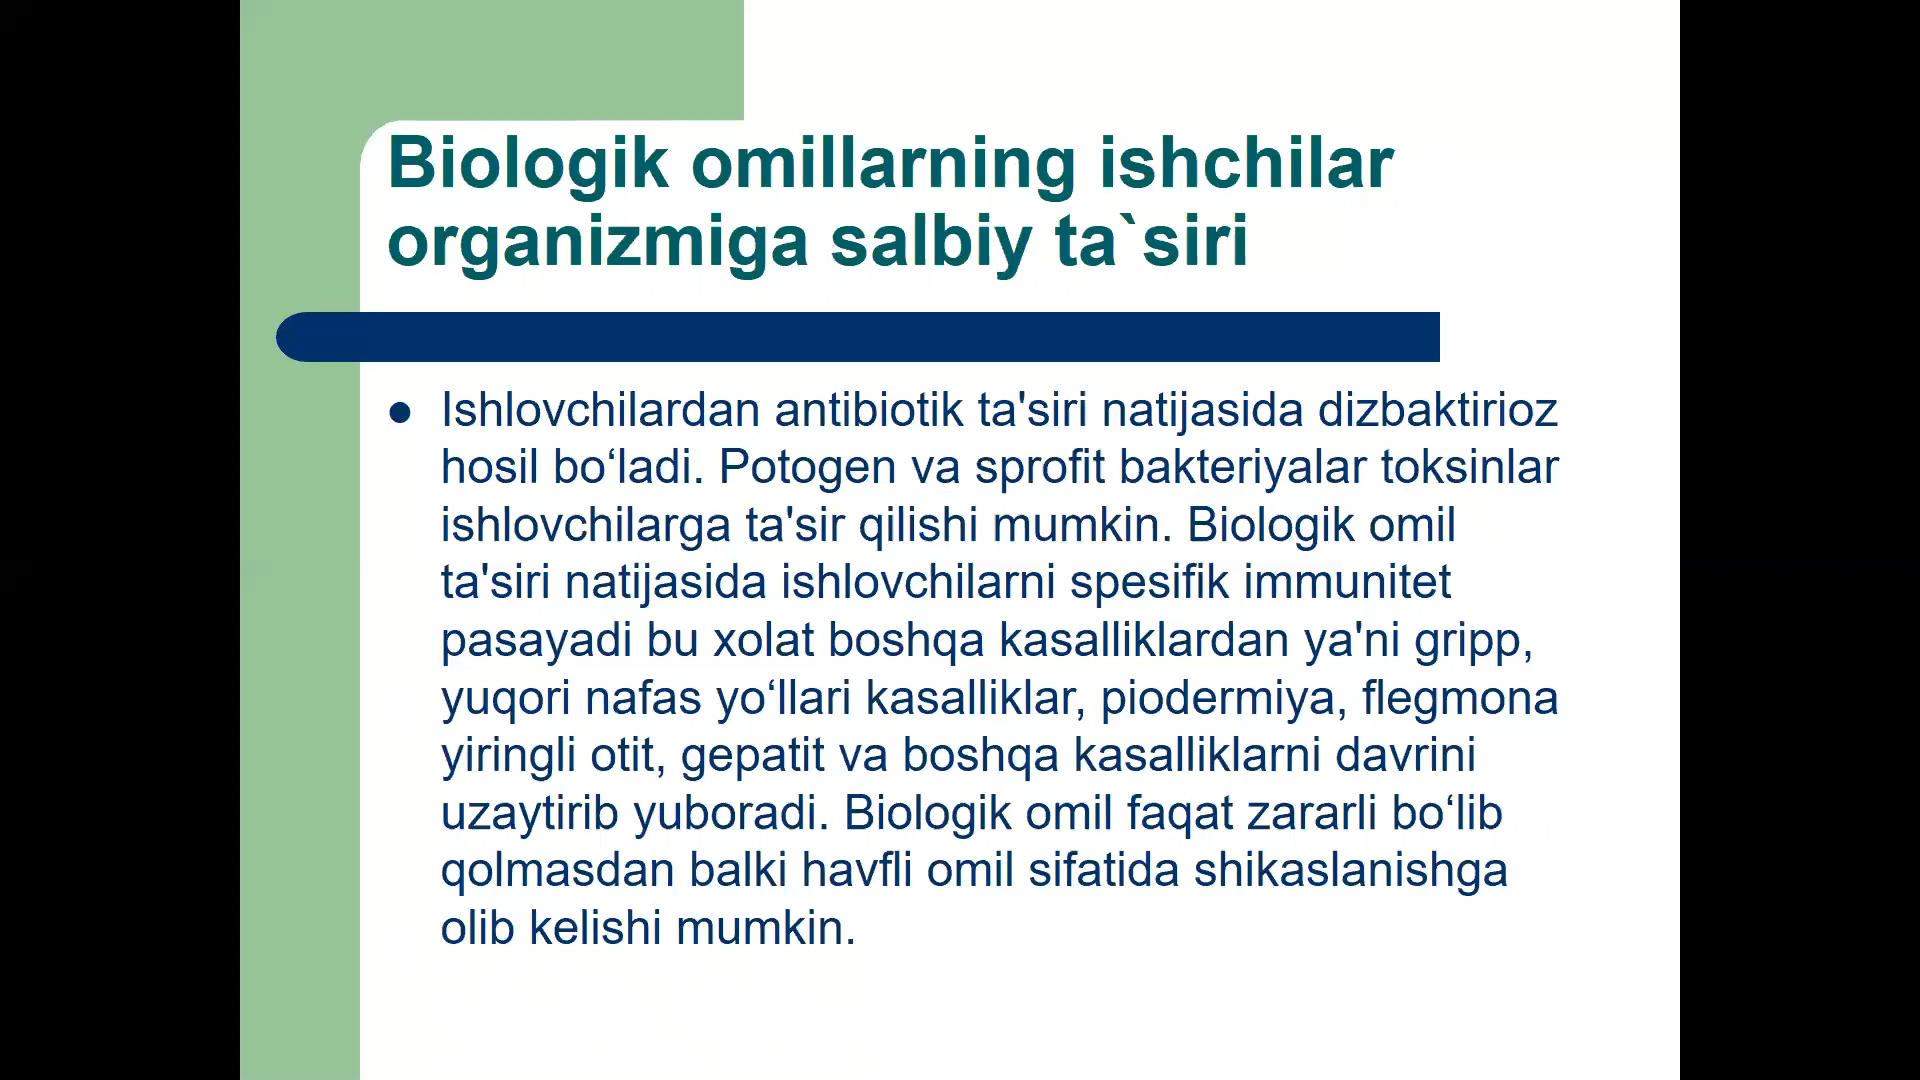 Biologik omillarning ishchilar
organizmiga salbiy ta`siri
● Ishlovchilardan antibiotik ta'siri natijasida dizbaktirioz
hosil bo‘ladi. Potogen va sprofit bakteriyalar toksinlar
ishlovchilarga ta'sir qilishi mumkin. Biologik omil
ta'siri natijasida ishlovchilarni spesifik immunitet
pasayadi bu xolat boshqa kasalliklardan ya'ni gripp,
yuqori nafas yo‘llari kasalliklar, piodermiya, flegmona
yiringli otit, gepatit va boshqa kasalliklarni davrini
uzaytirib yuboradi. Biologik omil faqat zararli bo‘lib
qolmasdan balki havfli omil sifatida shikaslanishga
olib kelishi mumkin.